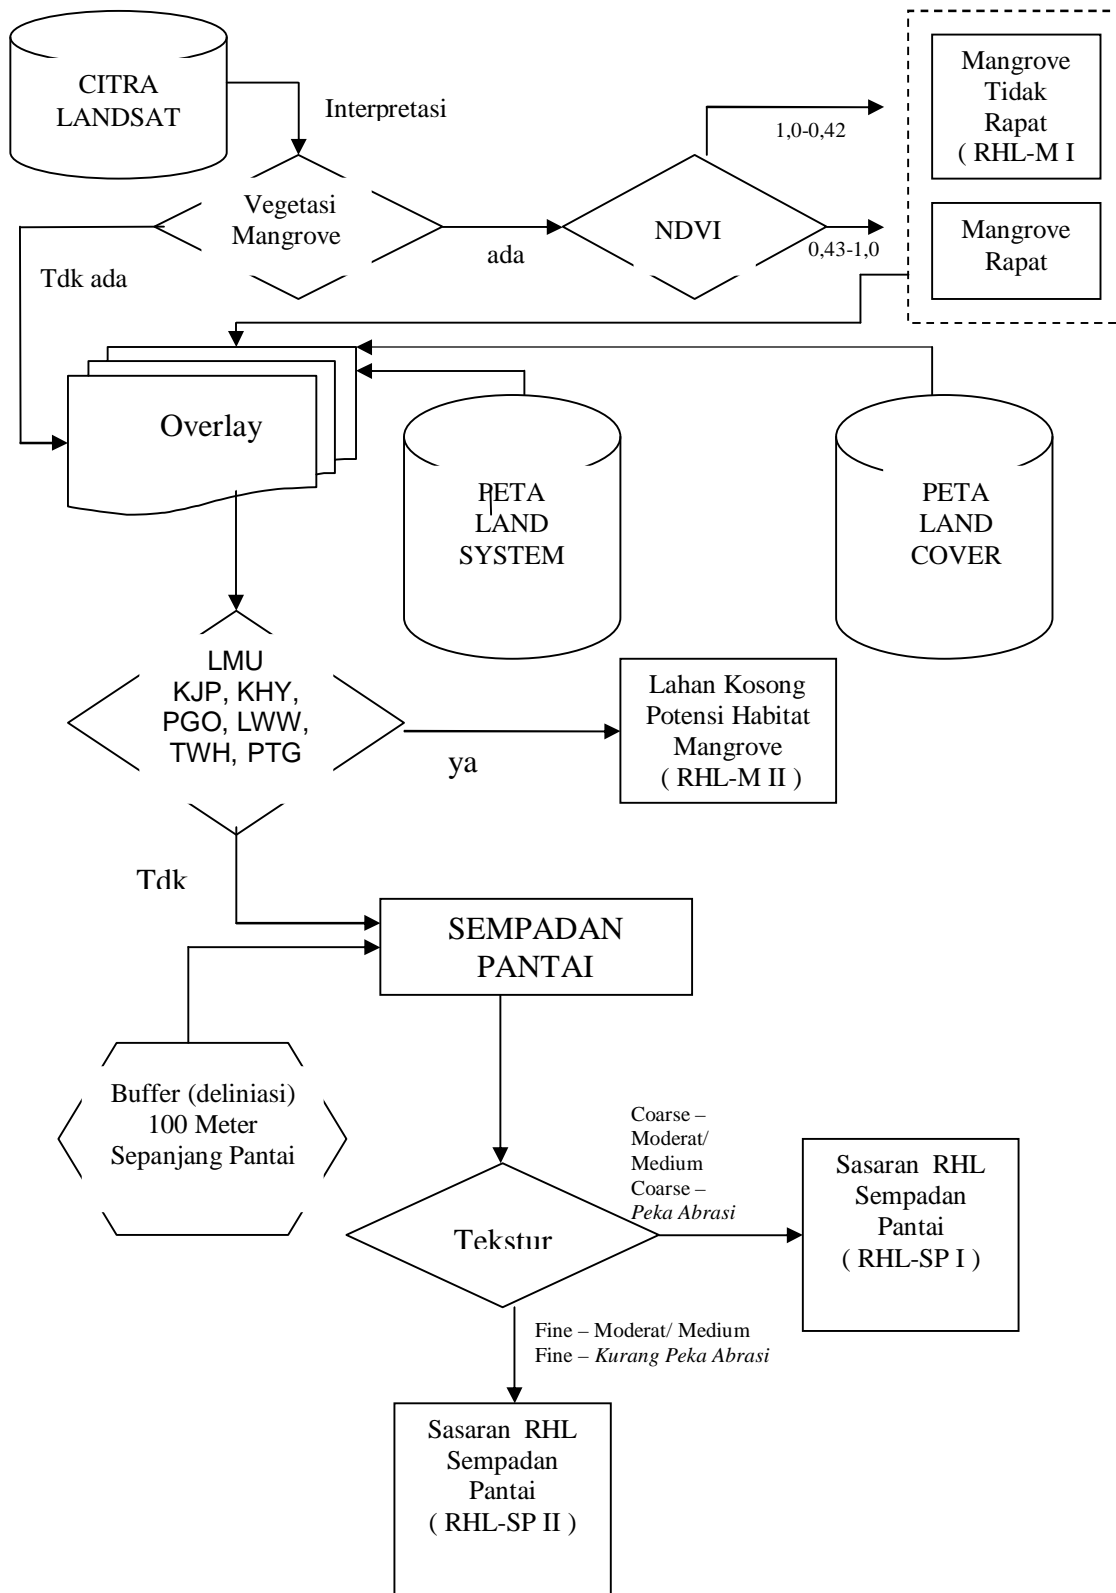 CITRA
LANDSAT
Interpretasi
Vegetasi
Mangrove
ada
Tdk ada
NDVI
1,0-0,42
0,43-1,0
Mangrove
Tidak
Rapat
( RHL-M I
Mangrove
Rapat
Overlay
PETA
LAND
SYSTEM
PETA
LAND
COVER
LMU
KJP, KHY,
PGO, LWW,
TWH, PTG
ya
Lahan Kosong
Potensi Habitat
Mangrove
( RHL-M II )
Tdk
SEMPADAN
PANTAI
Buffer (deliniasi)
100 Meter
Sepanjang Pantai
Tekstur
Coarse –
Moderat/
Medium
Coarse –
Peka Abrasi
Sasaran RHL
Sempadan
Pantai
( RHL-SP I )
Fine – Moderat/ Medium
Fine – Kurang Peka Abrasi
Sasaran RHL
Sempadan
Pantai
( RHL-SP II )